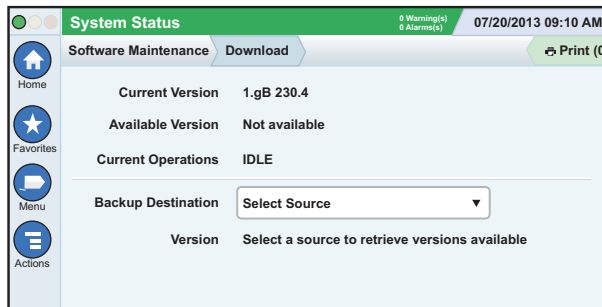 System Status
0 Warning(s)
0 Alarms(s)
07/20/2013 09:10 AM
Software Maintenance
Download
Print (0
Home
Favorites
Menu
Actions
Current Version 1.gB 230.4
Available Version Not available
Current Operations IDLE
Backup Destination Select Source
Version Select a source to retrieve versions available